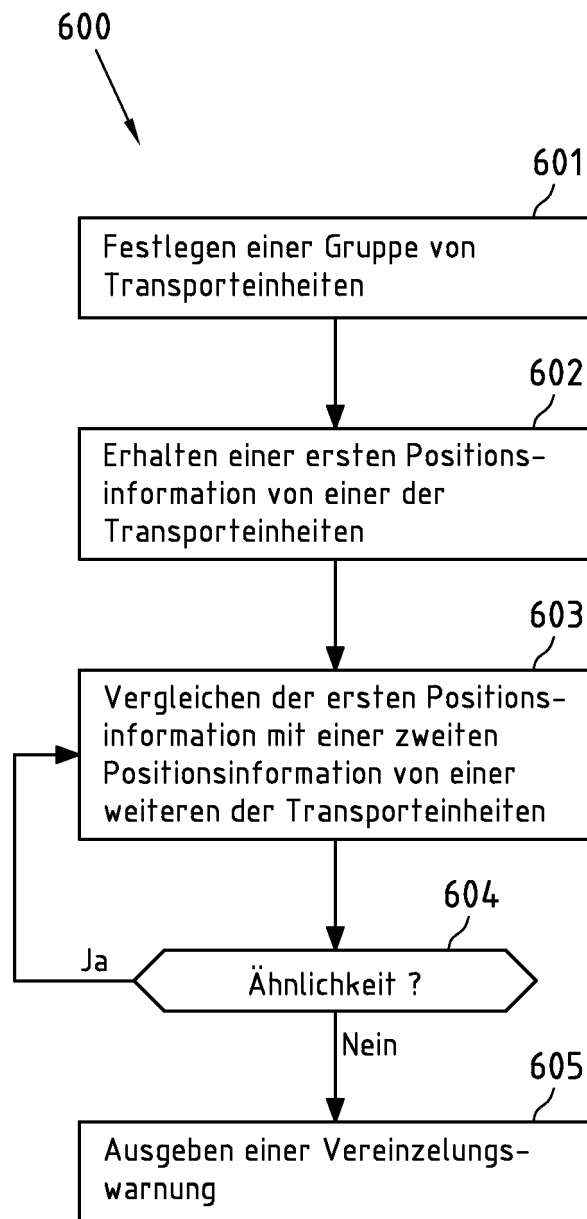 600
601
Festlegen einer Gruppe von
Transporteinheiten
602
Erhalten einer ersten Positions-
information von einer der
Transporteinheiten
603
Vergleichen der ersten Positions-
information mit einer zweiten
Positionsinformation von einer
weiteren der Transporteinheiten
604
Ja
Ähnlichkeit ?
Nein
605
Ausgeben einer Vereinzelungs-
warnung